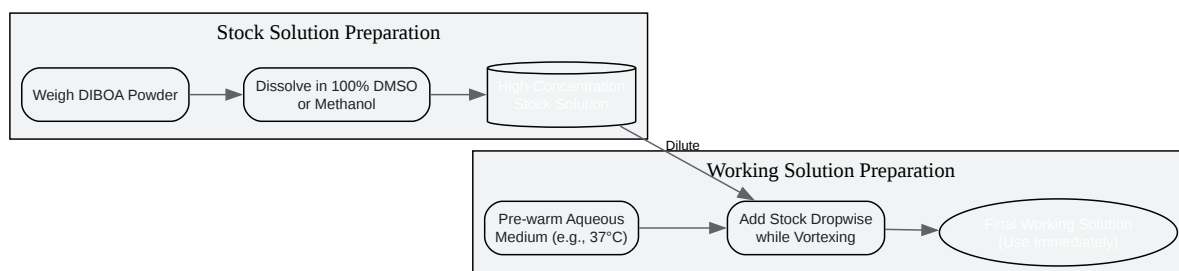 Stock Solution Preparation
Weigh DIBOA Powder
Dissolve in 100% DMSO
or Methanol
High-Concentration
Stock Solution
Dilute
Working Solution Preparation
Pre-warm Aqueous
Medium (e.g., 37°C)
Add Stock Dropwise
while Vortexing
Final Working Solution
(Use Immediately)